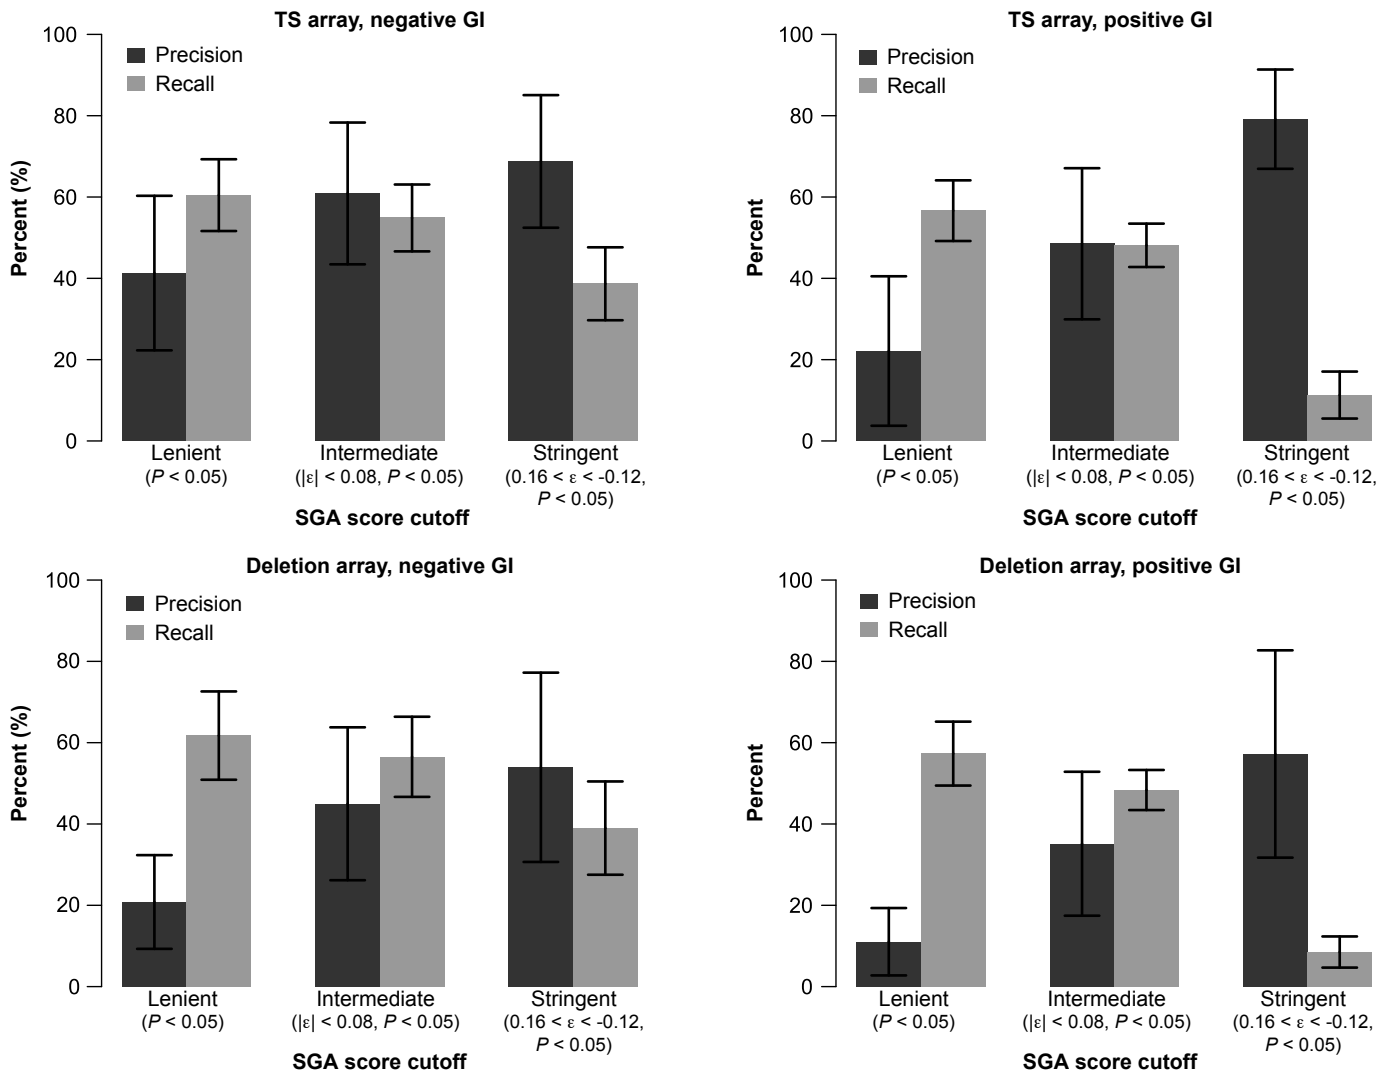 TS array, negative GI
100
80
60
40
20
0
Percent (%)
Precision
Recall
Lenient
(P < 0.05)
Intermediate
(|ε| < 0.08, P < 0.05)
Stringent
(0.16 < ε < -0.12,
P < 0.05)
SGA score cutoff
TS array, positive GI
100
80
60
40
20
0
Percent
Precision
Recall
Lenient
(P < 0.05)
Intermediate
(|ε| < 0.08, P < 0.05)
Stringent
(0.16 < ε < -0.12,
P < 0.05)
SGA score cutoff
Deletion array, negative GI
100
80
60
40
20
0
Percent (%)
Precision
Recall
Lenient
(P < 0.05)
Intermediate
(|ε| < 0.08, P < 0.05)
Stringent
(0.16 < ε < -0.12,
P < 0.05)
SGA score cutoff
Deletion array, positive GI
100
80
60
40
20
0
Percent
Precision
Recall
Lenient
(P < 0.05)
Intermediate
(|ε| < 0.08, P < 0.05)
Stringent
(0.16 < ε < -0.12,
P < 0.05)
SGA score cutoff